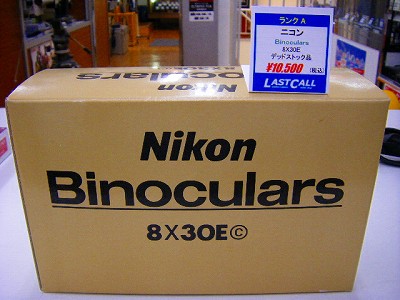 ランク A
ニコン
Binoculars
8X30E
デッドストック品
¥10,500 (税込)
LASTCALL
Nikon
Binoculars
8X30E©